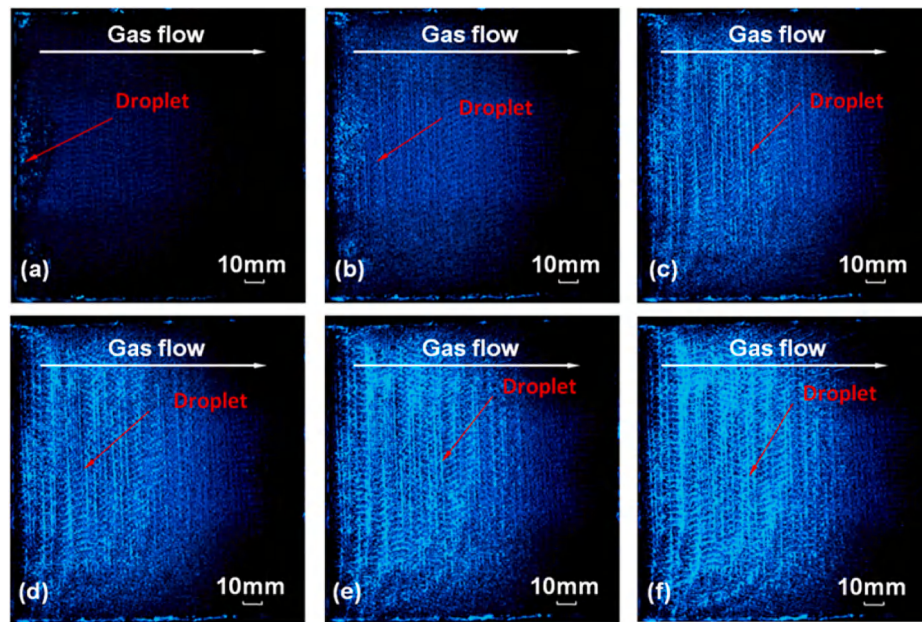 Gas flow
Droplet
(a)
10mm
Gas flow
Droplet
(b)
10mm
Gas flow
Droplet
(c)
10mm
Gas flow
Droplet
(d)
10mm
Gas flow
Droplet
(e)
10mm
Gas flow
Droplet
(f)
10mm